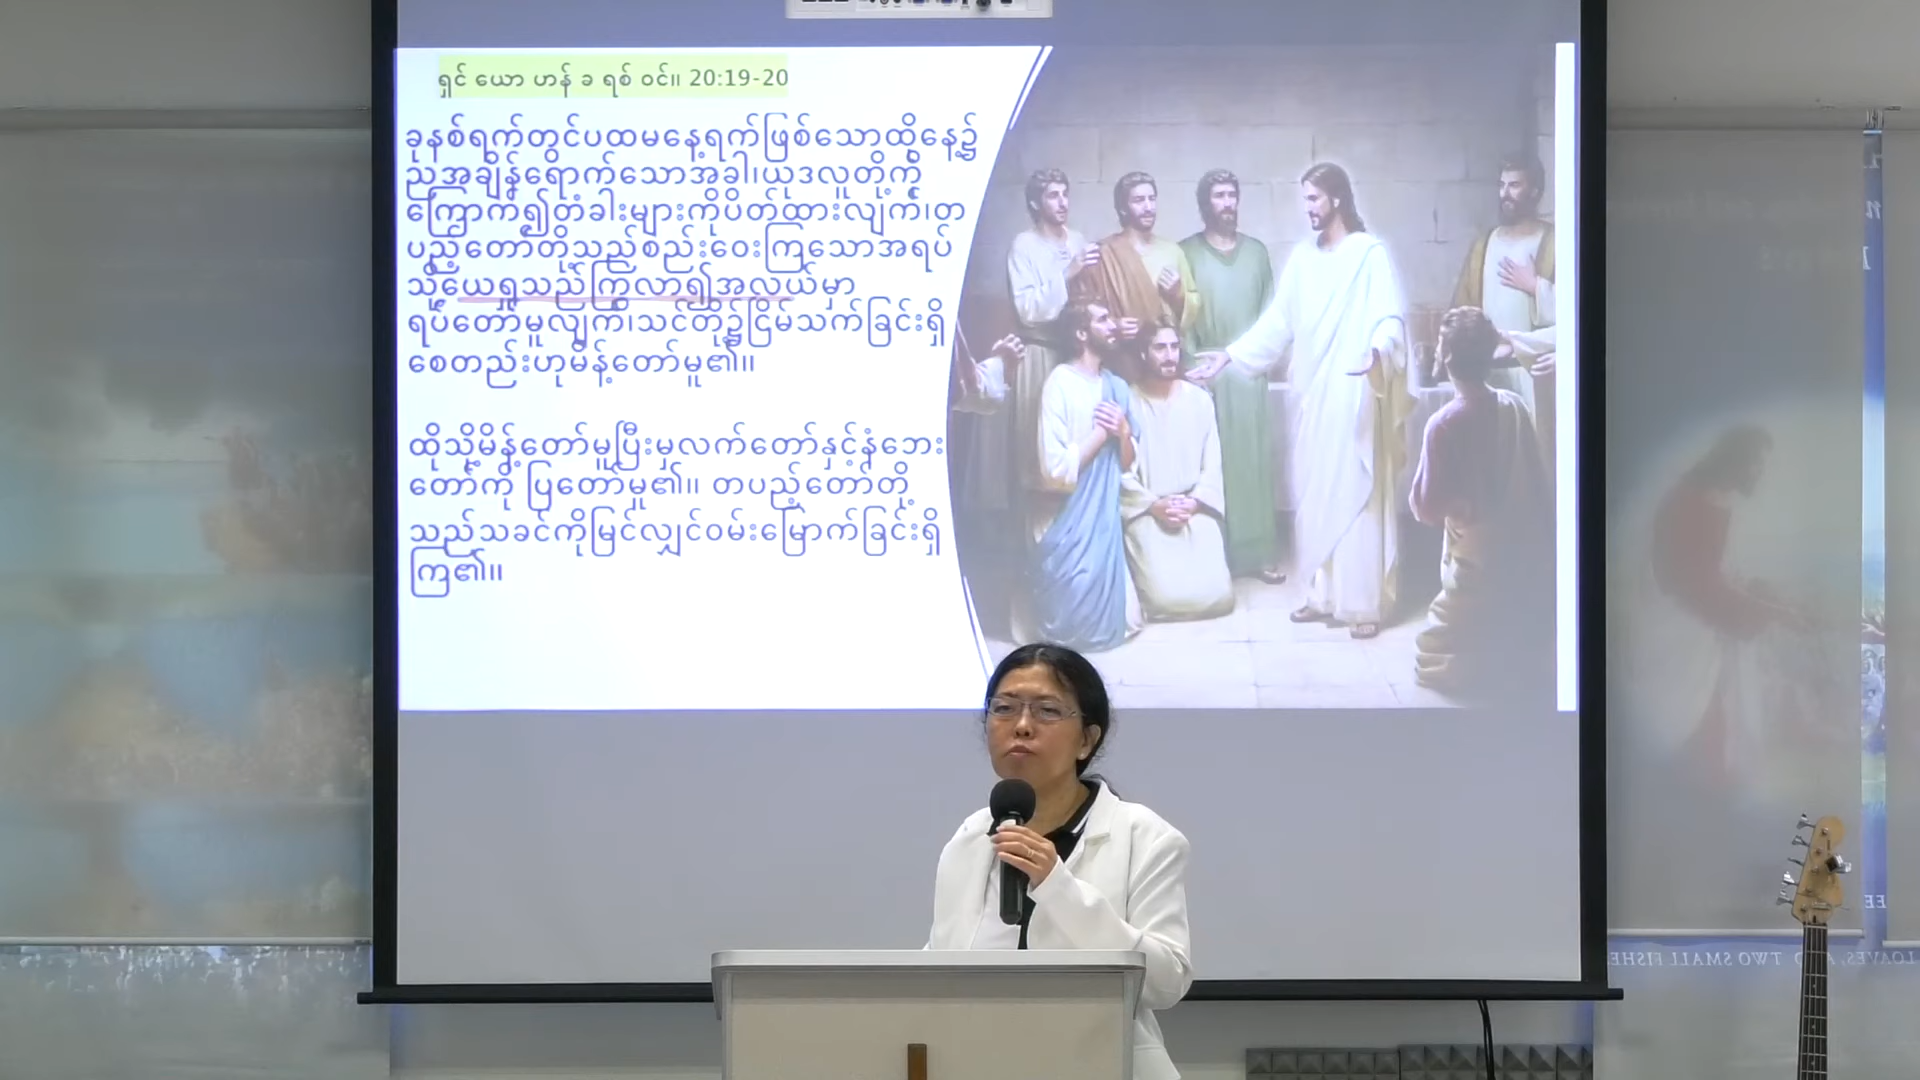 ရှင် ယော ဟန် ခ ရစ် ဝင်။ 20:19-20
ခုနစ်ရက်တွင်ပထမနေ့ရက်ဖြစ်သောထိုနေ့၌
ညအချိန်ရောက်သောအခါ၊ယုဒလူတို့ကို
ကြောက်၍တံခါးများကိုပိတ်ထားလျက်၊တ
ပည့်တော်တို့သည်စည်းဝေးကြသောအရပ်
သို့ယေရှုသည်ကြွလာ၍အလယ်မှာ
ရပ်တော်မူလျက်၊သင်တို့၌ငြိမ်သက်ခြင်းရှိ
စေတည်းဟုမိန့်တော်မူ၏။
ထိုသို့မိန့်တော်မူပြီးမှလက်တော်နှင့်နံဘေး
တော်ကို ပြတော်မူ၏။ တပည့်တော်တို့
သည်သခင်ကိုမြင်လျှင်ဝမ်းမြောက်ခြင်းရှိ
ကြ၏။
LOAVES, AND TWO SMALL FISHE